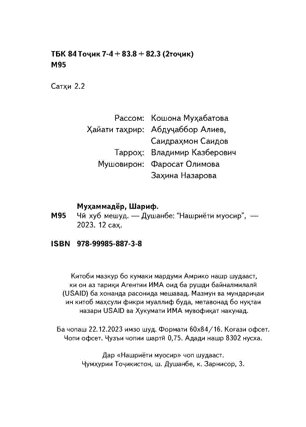 ТБК 84 Тоҷик 7-4 + 83.8 + 82.3 (2тоҷик)
М95
Сатҳи 2.2
Рассом: Кошона Муҳабатова
Ҳайати таҳрир: Абдуҷаббор Алиев,
Саидраҳмон Саидов
Тарроҳ: Владимир Казберович
Мушовирон: Фаросат Олимова
Заҳина Назарова
Муҳаммадёр, Шариф.
М95 Чӣ хуб мешуд. — Душанбе: "Нашриёти муосир", —
2023. 12 саҳ.
ISBN 978-99985-887-3-8
Китоби мазкур бо кумаки мардуми Амрико нашр шудааст,
ки он аз тариқи Агентии ИМА оид ба рушди байналмилалӣ
(USAID) ба хонанда расонида мешавад. Мазмун ва мундариҷаи
ин китоб маҳсули фикри муаллиф буда, метавонад бо нуқтаи
назари USAID ва Ҳукумати ИМА мувофиқат накунад.
Ба чопаш 22.12.2023 имзо шуд. Формати 60х84/16. Коғази офсет.
Чопи офсет. Ҷузъи чопии шартӣ 0,75. Адади нашр 8302 нусха.
Дар «Нашриёти муосир» чоп шудааст.
Ҷумҳурии Тоҷикистон, ш. Душанбе, к. Зарнисор, 3.